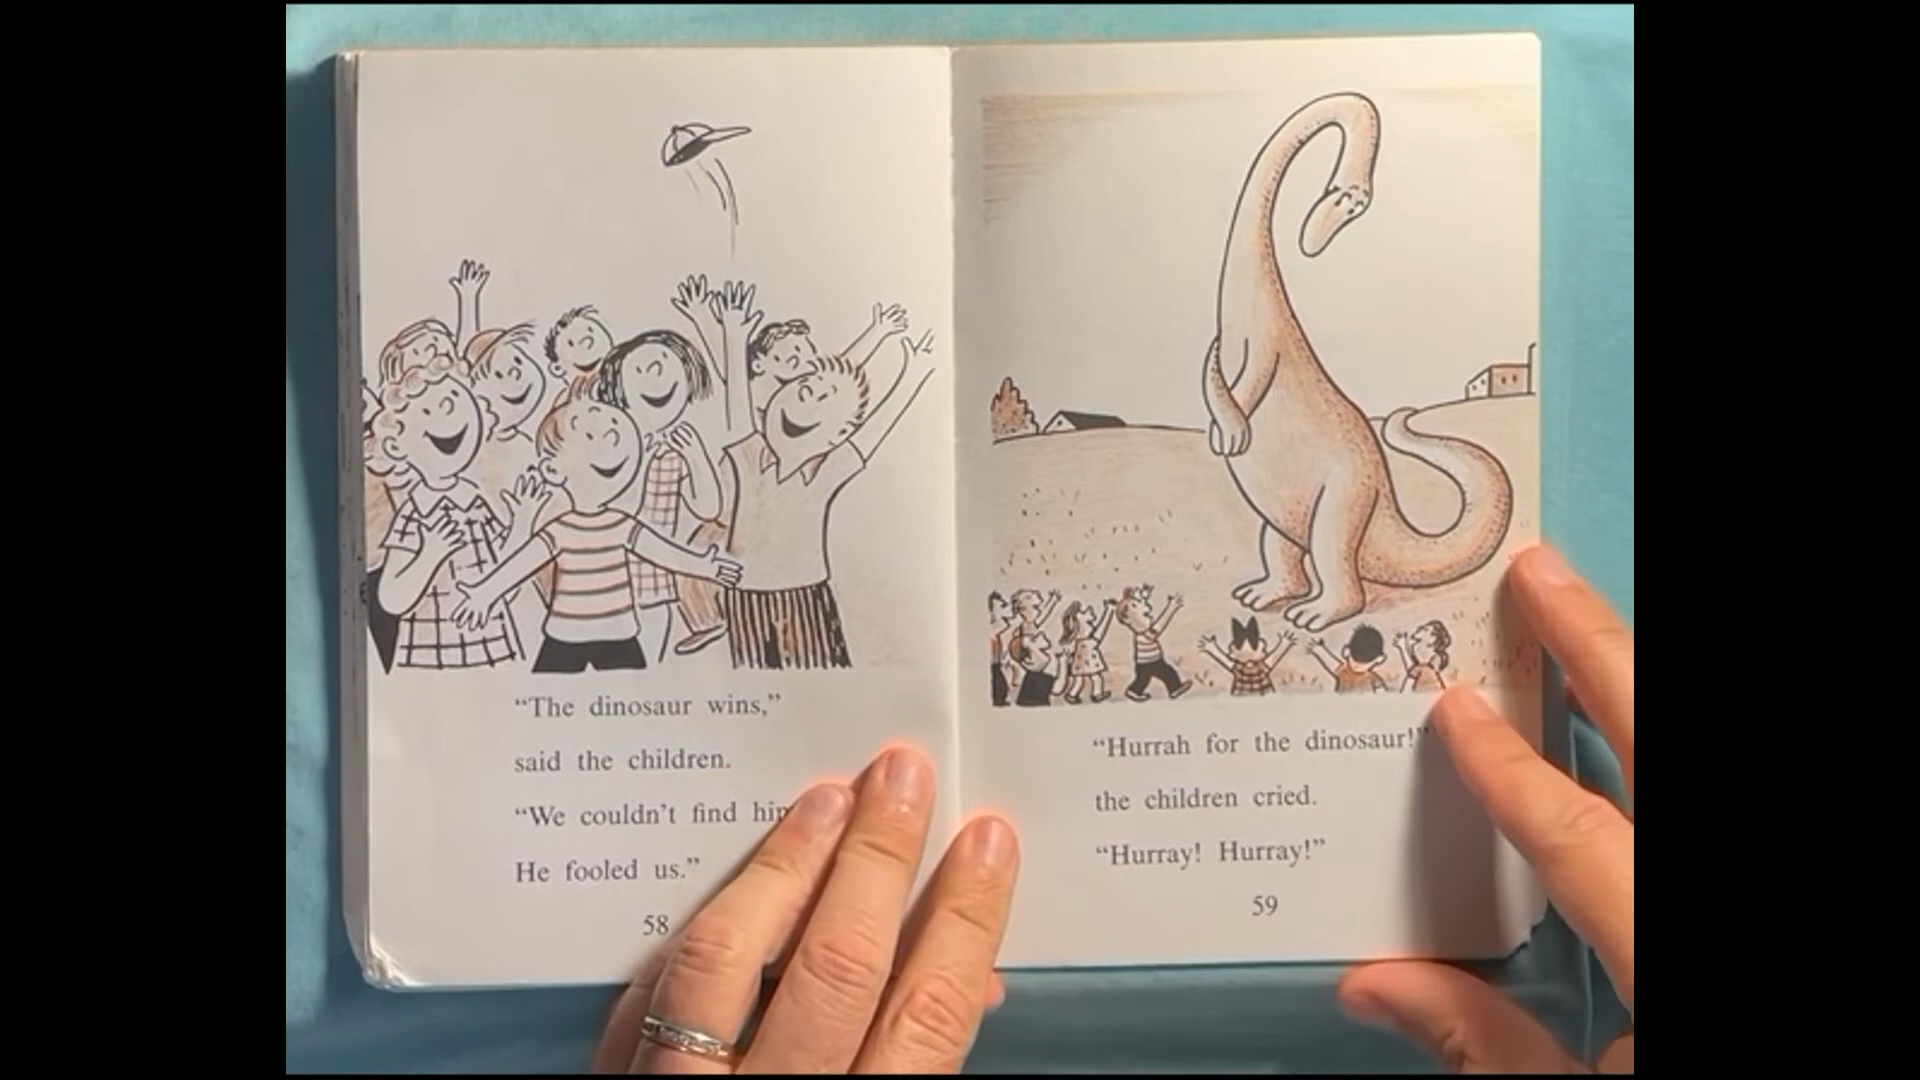 “The dinosaur wins,”
said the children.
“We couldn’t find
He fooled us.”
58
“Hurrah for the dinosaur!”
the children cried.
“Hurray! Hurray!”
59